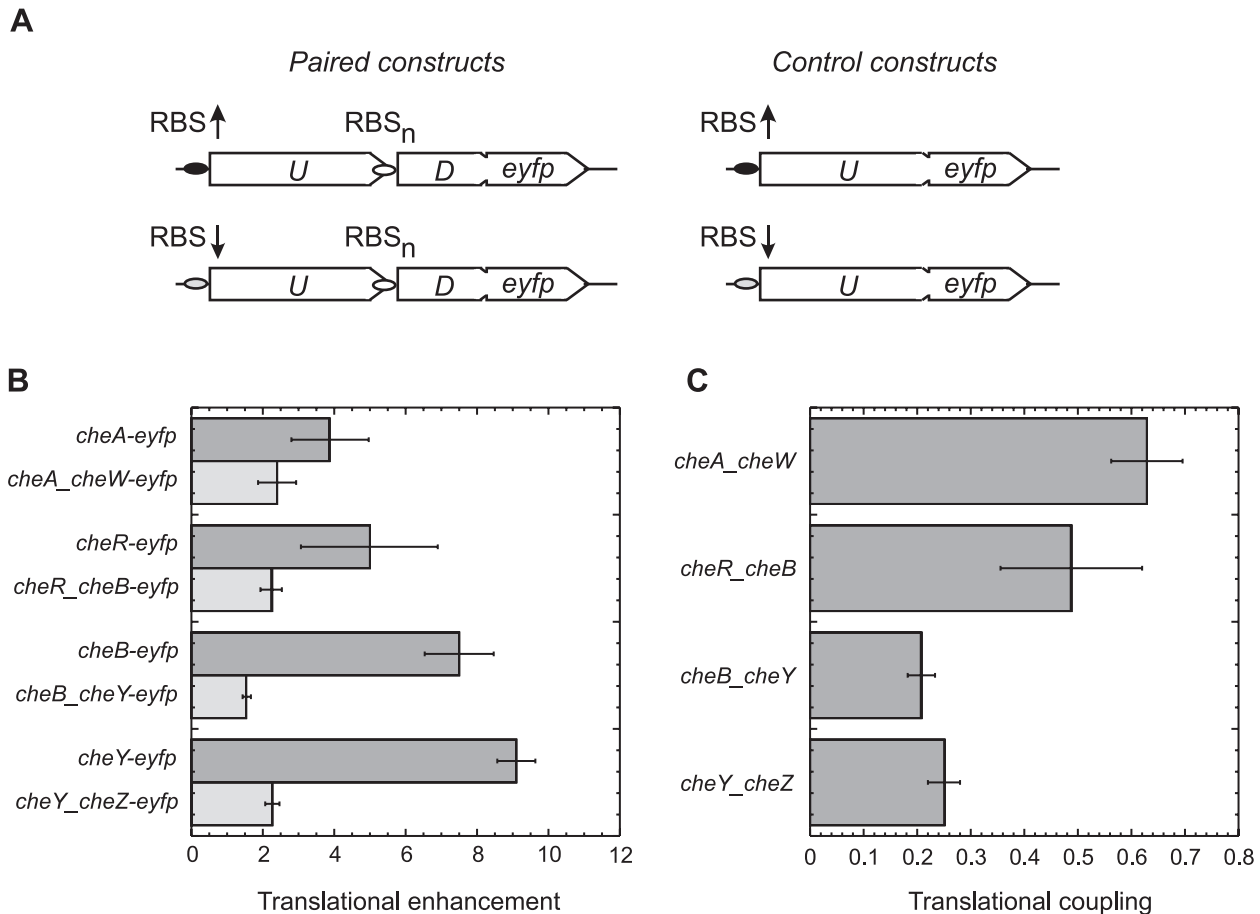 A
Paired constructs
Control constructs
RBS RBSn RBS
U D eyfp U eyfp
RBS RBSn RBS
U D eyfp U eyfp
B
cheA-eyfp
cheA_cheW-eyfp
cheR-eyfp
cheR_cheB-eyfp
cheB-eyfp
cheB_cheY-eyfp
cheY-eyfp
cheY_cheZ-eyfp
0 2 4 6 8 10 12
Translational enhancement
C
cheA_cheW
cheR_cheB
cheB_cheY
cheY_cheZ
0 0.1 0.2 0.3 0.4 0.5 0.6 0.7 0.8
Translational coupling